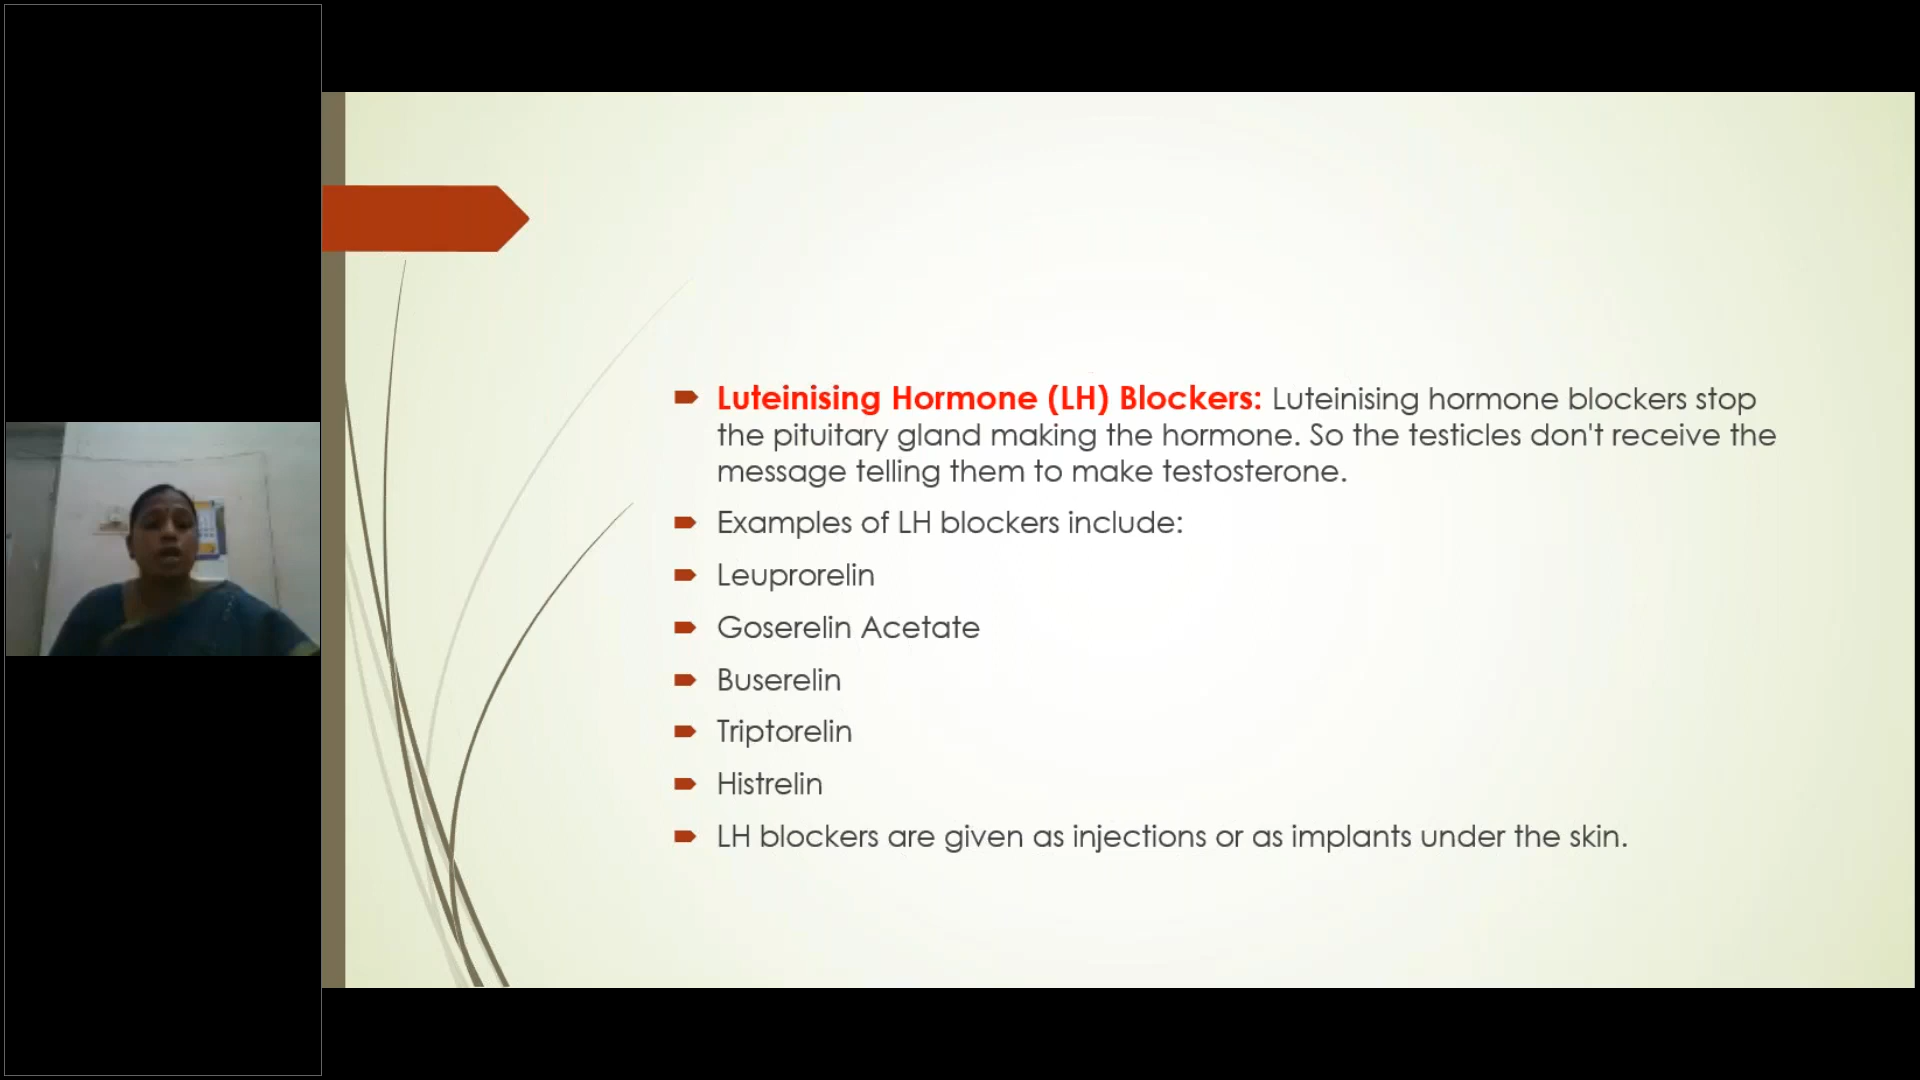 Luteinising Hormone (LH) Blockers: Luteinising hormone blockers stop
the pituitary gland making the hormone. So the testicles don't receive the
message telling them to make testosterone.
Examples of LH blockers include:
Leuprorelin
Goserelin Acetate
Buserelin
Triptorelin
Histrelin
LH blockers are given as injections or as implants under the skin.